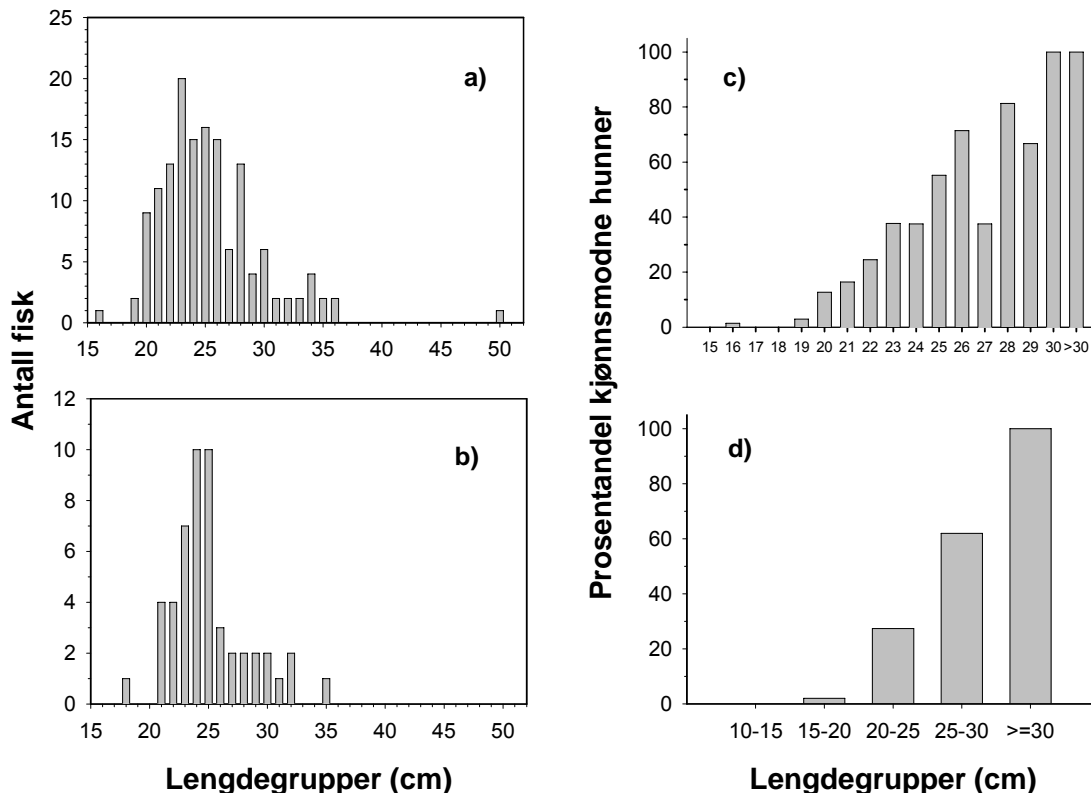 Antall fisk
a)
25
20
15
10
5
0
15 20 25 30 35 40 45 50
b)
12
10
8
6
4
2
0
15 20 25 30 35 40 45 50
Lengdegrupper (cm)
Prosentandel kjønnsmodne hunner
c)
100
80
60
40
20
0
15 16 17 18 19 20 21 22 23 24 25 26 27 28 29 30 >30
d)
100
80
60
40
20
0
10-15 15-20 20-25 25-30 >=30
Lengdegrupper (cm)